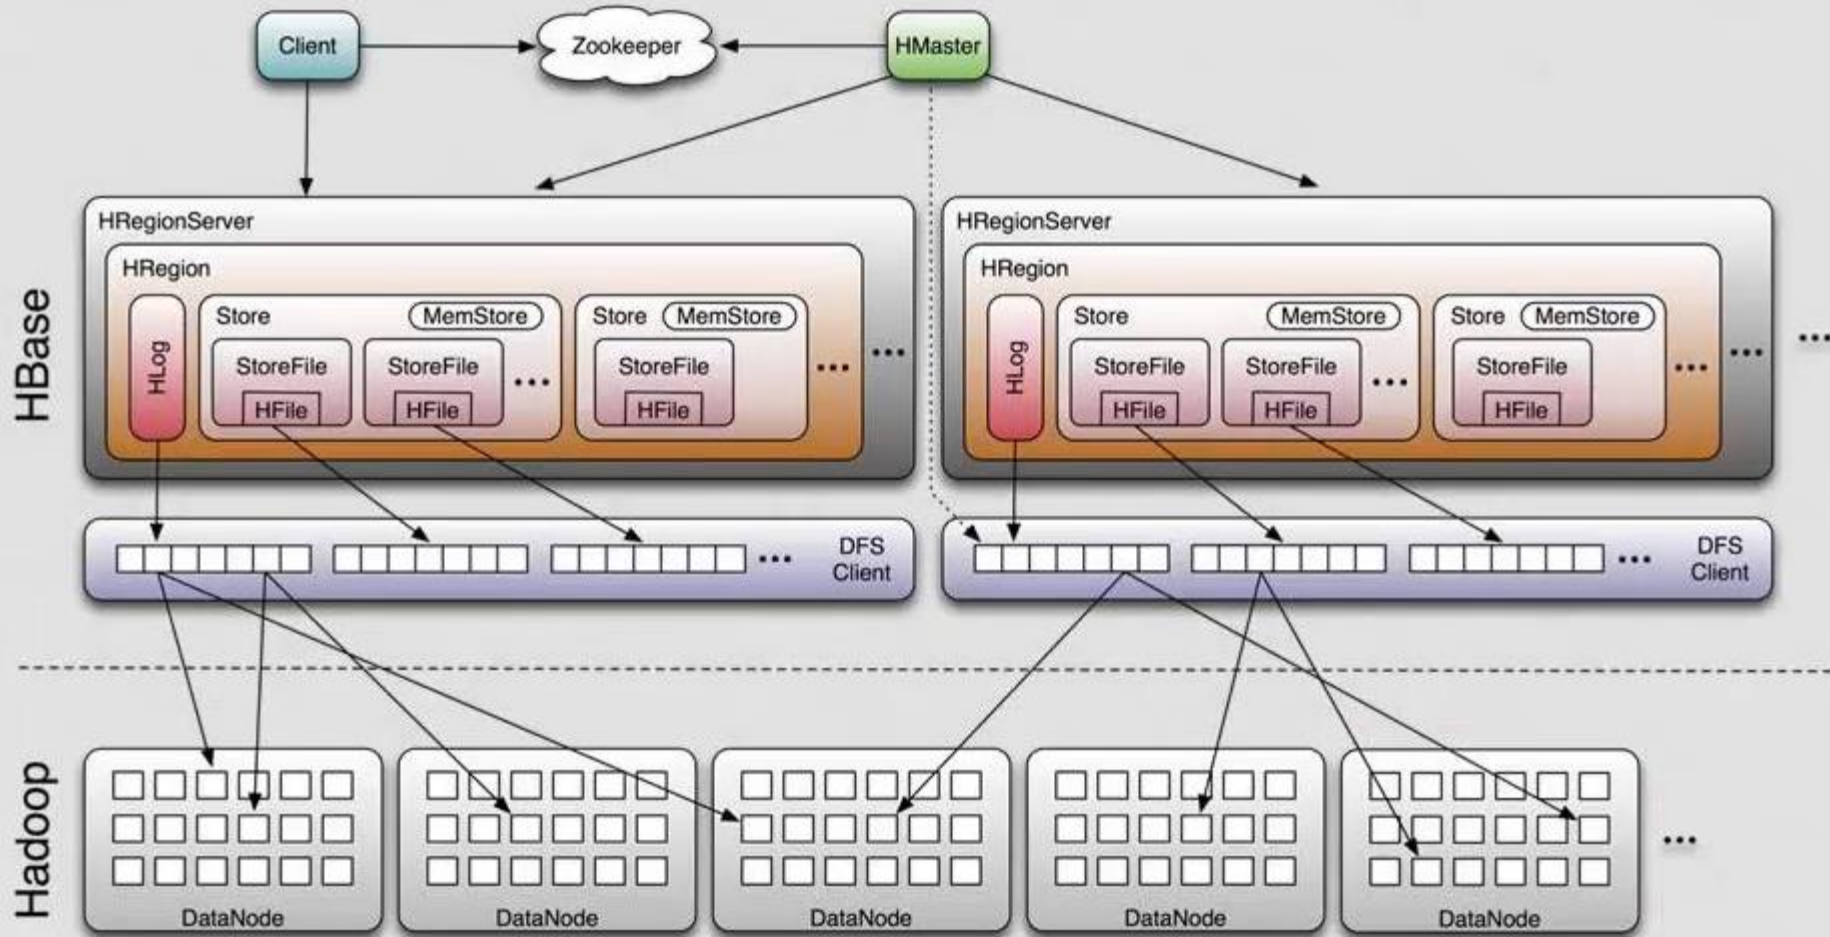 Client
Zookeeper
HMaster
HBase
HRegionServer
HRegion
HLog
Store
MemStore
StoreFile
HFile
StoreFile
HFile
...
Store
MemStore
StoreFile
HFile
...
...
HRegionServer
HRegion
HLog
Store
MemStore
StoreFile
HFile
StoreFile
HFile
...
Store
MemStore
StoreFile
HFile
...
...
...
...
DFS
Client
...
DFS
Client
Hadoop
DataNode
DataNode
DataNode
DataNode
DataNode
...